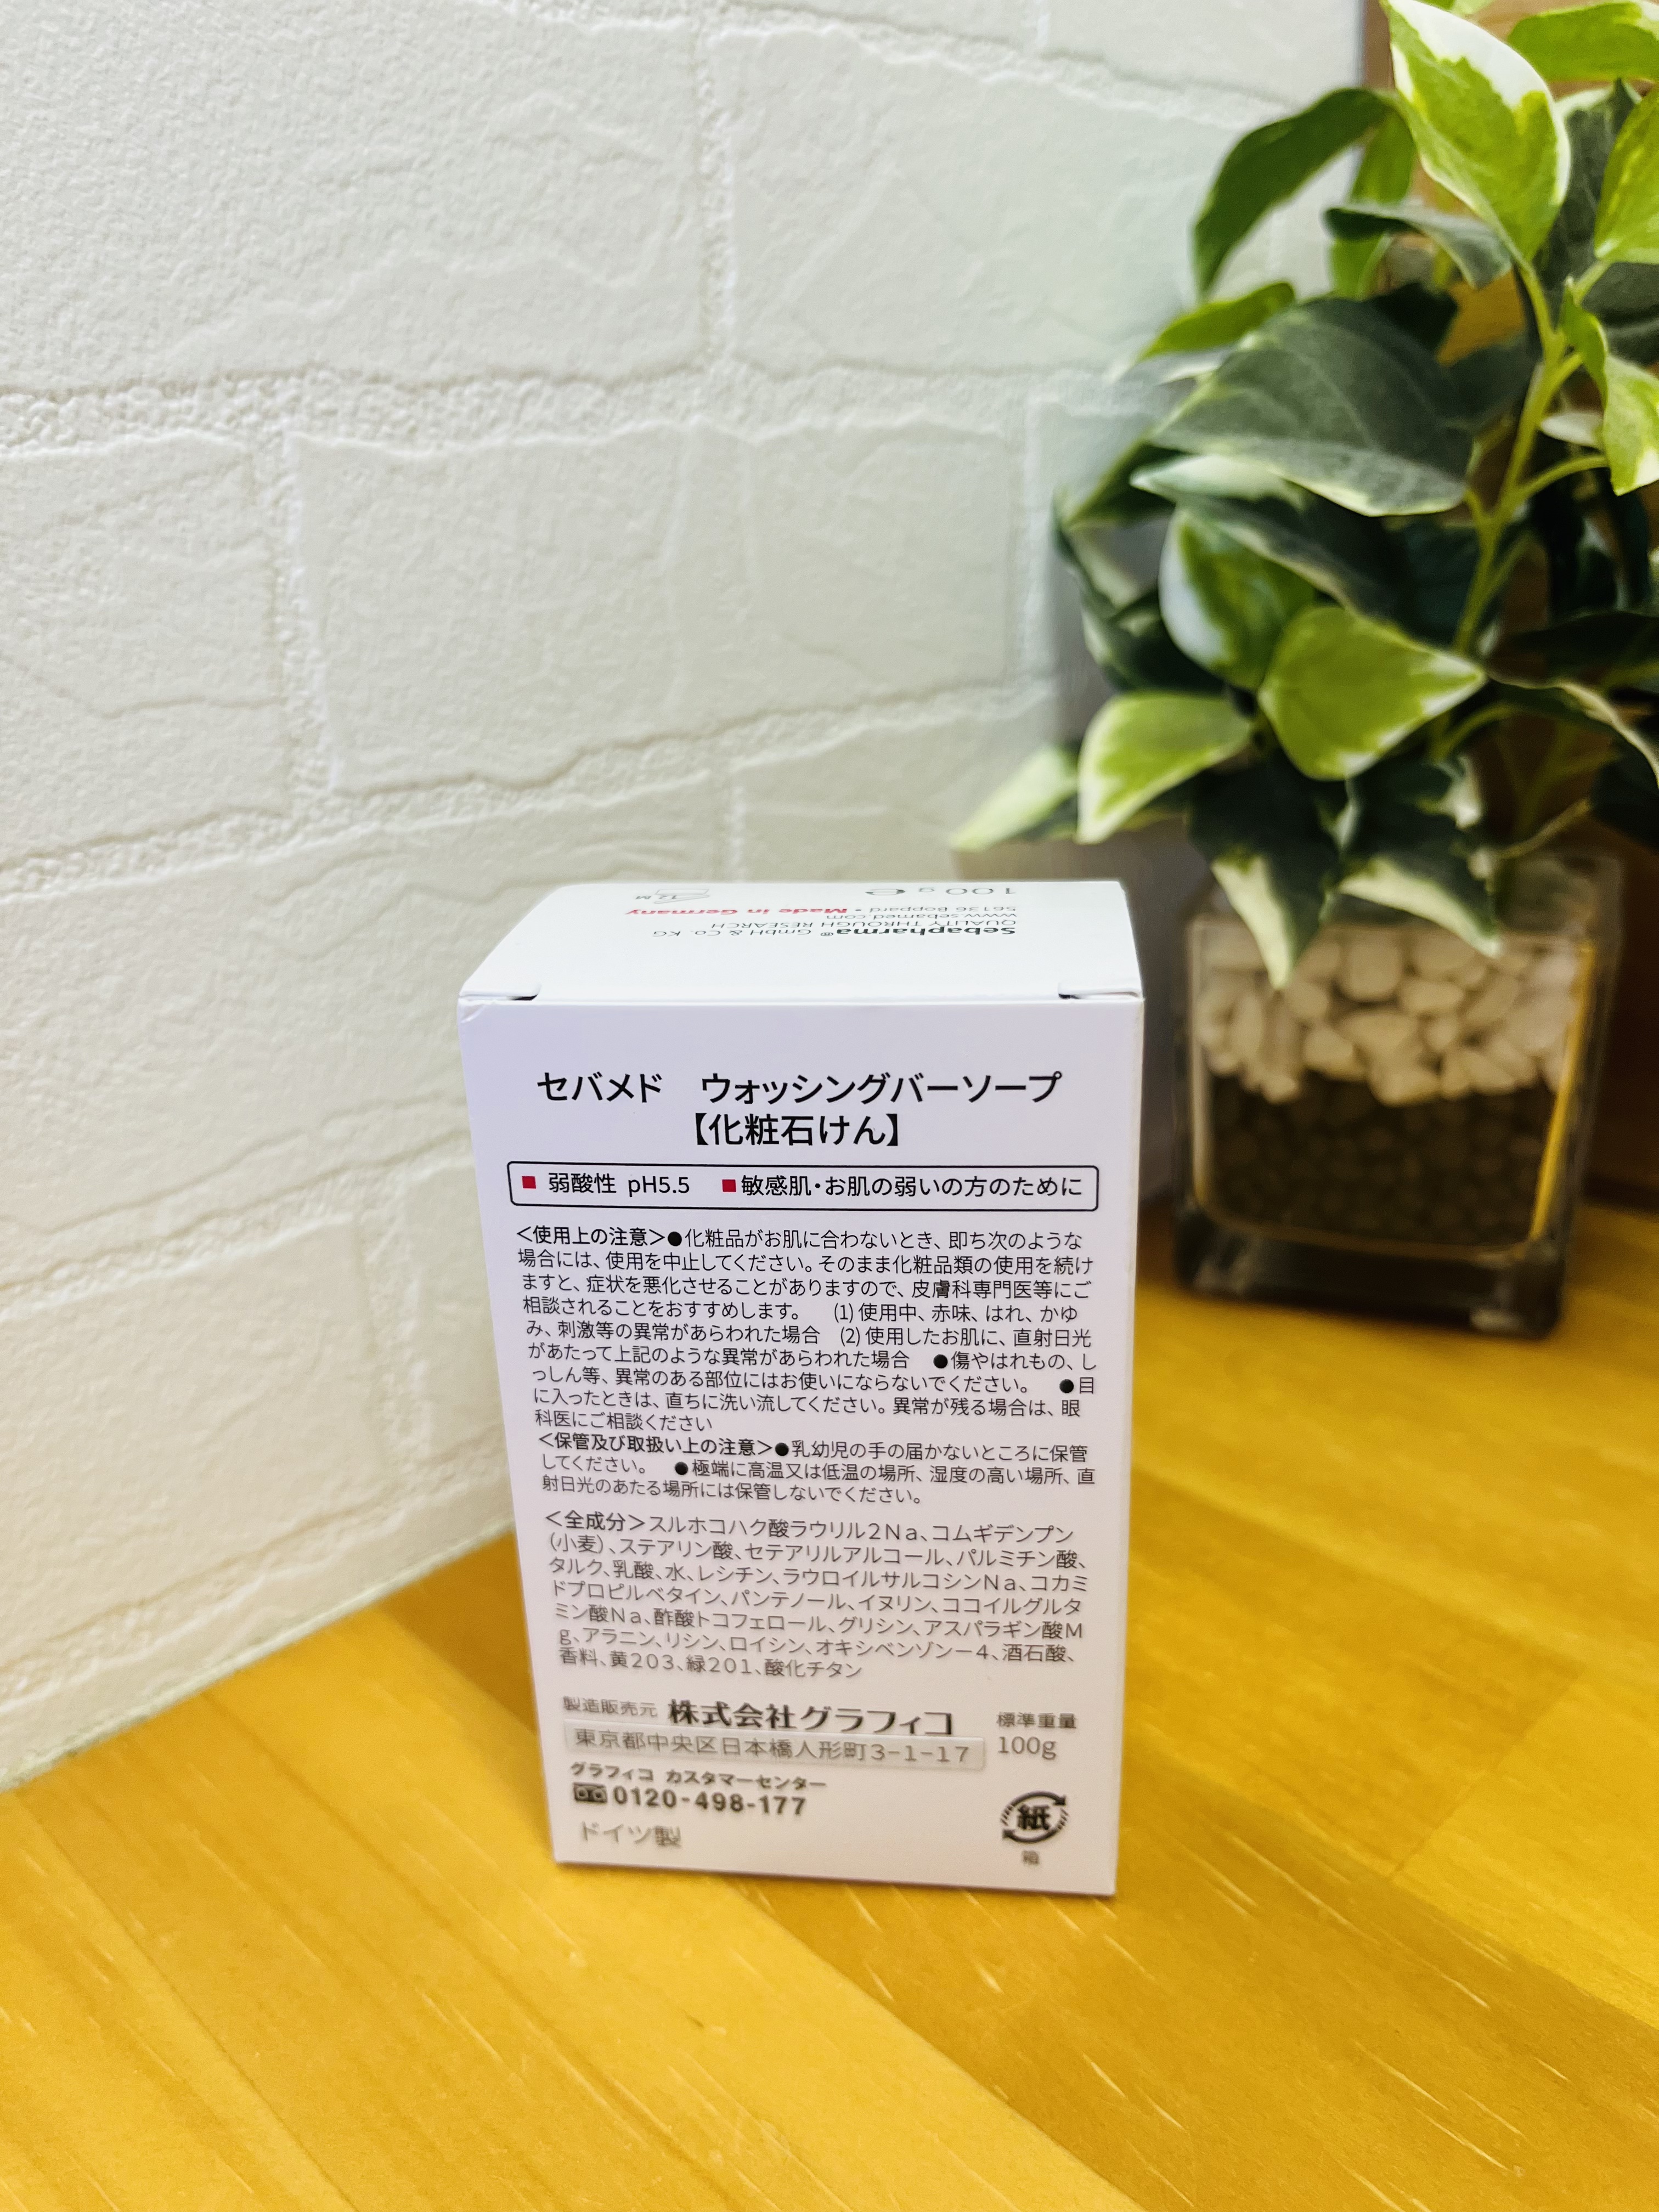 Sebapharma® GmbH & Co. KG
QUALITY THROUGH RESEARCH
www.sebamed.com
56136 Boppard • Made in Germany
100 g e
12 M
セバメド ウォッシングバーソープ
【化粧石けん】
■ 弱酸性 pH5.5 ■敏感肌・お肌の弱いの方のために
＜使用上の注意＞●化粧品がお肌に合わないとき、即ち次のような
場合には、使用を中止してください。そのまま化粧品類の使用を続け
ますと、症状を悪化させることがありますので、皮膚科専門医等にご
相談されることをおすすめします。 (1) 使用中、赤味、はれ、かゆ
み、刺激等の異常があらわれた場合 (2) 使用したお肌に、直射日光
があたって上記のような異常があらわれた場合 ●傷やはれもの、し
っしん等、異常のある部位にはお使いにならないでください。 ●目
に入ったときは、直ちに洗い流してください。異常が残る場合は、眼
科医にご相談ください
＜保管及び取扱い上の注意＞●乳幼児の手の届かないところに保管
してください。 ●極端に高温又は低温の場所、湿度の高い場所、直
射日光のあたる場所には保管しないでください。
＜全成分＞スルホコハク酸ラウリル２Ｎａ、コムギデンプン
（小麦）、ステアリン酸、セテアリルアルコール、パルミチン酸、
タルク、乳酸、水、レシチン、ラウロイルサルコシンＮａ、コカミ
ドプロピルベタイン、パンテノール、イヌリン、ココイルグルタ
ミン酸Ｎａ、酢酸トコフェロール、グリシン、アスパラギン酸Ｍ
ｇ、アラニン、リシン、ロイシン、オキシベンゾンー４、酒石酸、
香料、黄２０３、緑２０１、酸化チタン
製造販売元 株式会社グラフィコ
東京都中央区日本橋人形町３−１−１７
標準重量
100g
グラフィコ カスタマーセンター
0120-498-177
ドイツ製
紙
箱